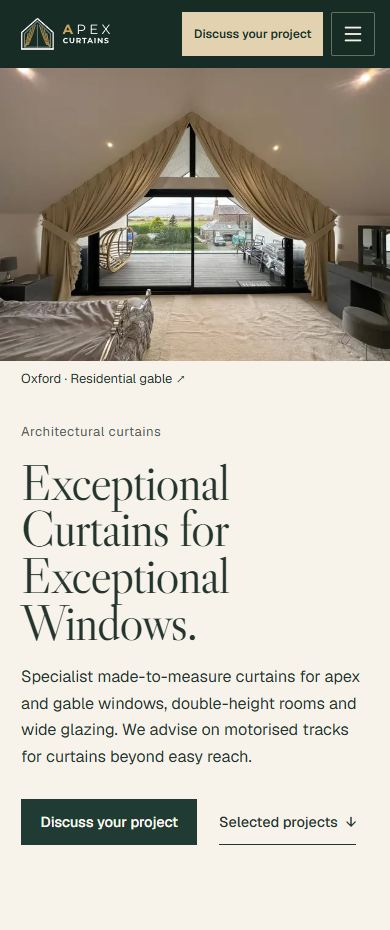 APEX
CURTAINS
Discuss your project
Oxford · Residential gable ↗
Architectural curtains
Exceptional
Curtains for
Exceptional
Windows.
Specialist made-to-measure curtains for apex
and gable windows, double-height rooms and
wide glazing. We advise on motorised tracks
for curtains beyond easy reach.
Discuss your project
Selected projects ↓